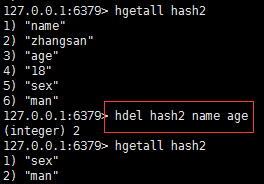 127.0.0.1:6379> hgetall hash2
1) "name"
2) "zhangsan"
3) "age"
4) "18"
5) "sex"
6) "man"
127.0.0.1:6379> hdel hash2 name age
(integer) 2
127.0.0.1:6379> hgetall hash2
1) "sex"
2) "man"